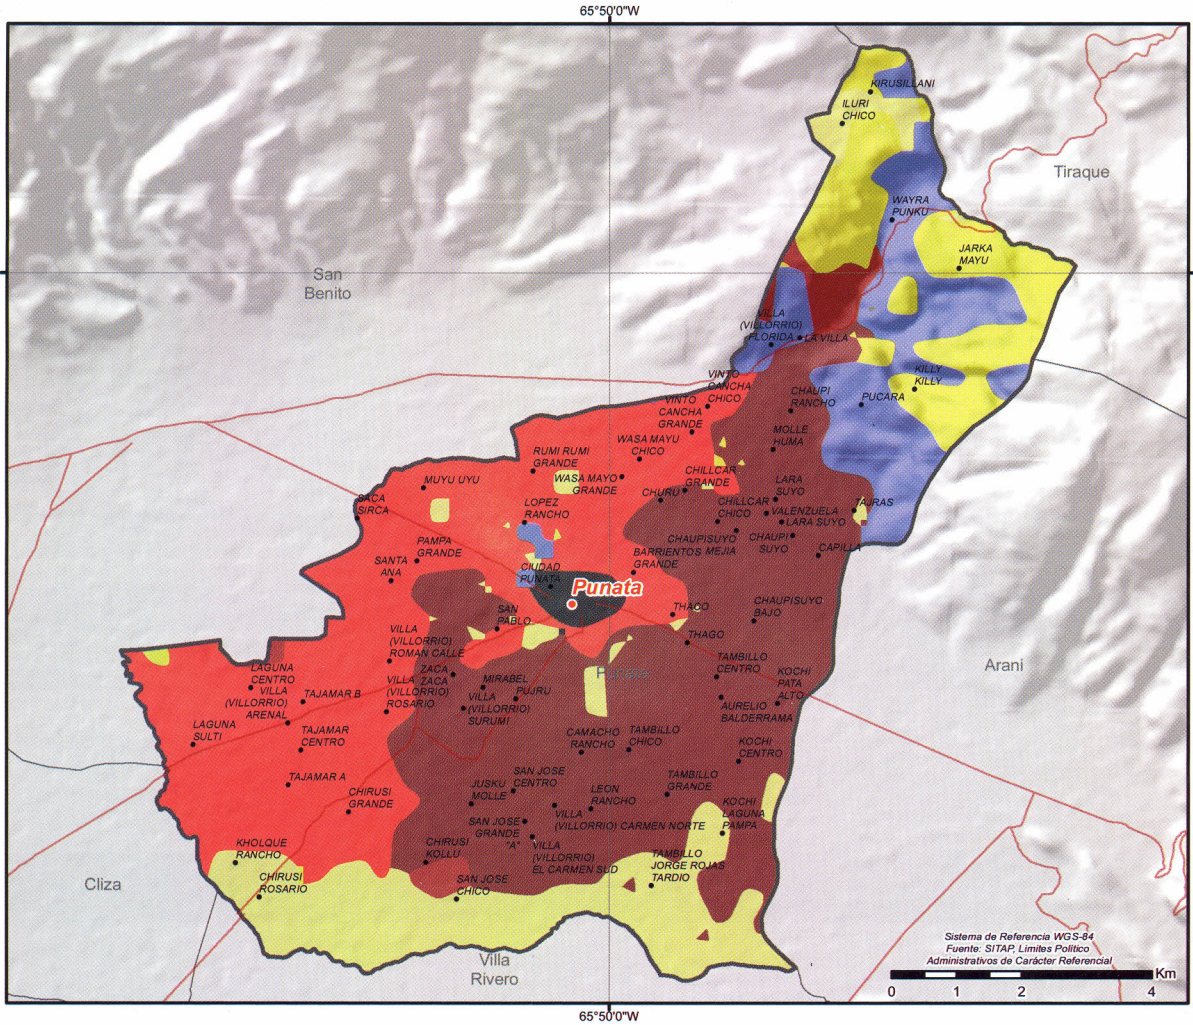 65°50'0"W
KIRUSILLANI
ILURI
CHICO
Tiraque
WAYRA
PUNKU
JARKA
MAYU
San
Benito
VILLA
(VILLORRIO)
FLORIDA
LA VILLA
VINTO
CANCHA
CHICO
KILLY
KILLY
CHAUPI
RANCHO
PUCARA
VINTO
CANCHA
GRANDE
MOLLE
HUMA
WASA MAYU
CHICO
RUMI RUMI
GRANDE
WASA MAYO
GRANDE
MUYU UYU
CHILLCAR
GRANDE
LARA
SUYO
CHURU
SACA
SIRCA
LOPEZ
RANCHO
CHILLCAR
CHICO
VALENZUELA
LARA SUYO
TAJRAS
PAMPA
GRANDE
CHAUPISUYO
MEJIA
CHAUPI
SUYO
CAPILLA
BARRIENTOS
GRANDE
SANTA
ANA
CIUDAD
PUNATA
Punata
CHAUPISUYO
BAJO
SAN
PABLO
THACO
THAGO
VILLA
(VILLORRIO)
ROMAN CALLE
TAMBILLO
CENTRO
Arani
LAGUNA
CENTRO
ZACA
ZACA
Punata
KOCHI
PATA
ALTO
VILLA
(VILLORRIO)
ARENAL
TAJAMAR B
VILLA
(VILLORRIO)
ROSARIO
MIRABEL
PUJRU
VILLA
(VILLORRIO)
SURUMI
AURELIO
BALDERRAMA
LAGUNA
SULTI
TAJAMAR
CENTRO
CAMACHO
RANCHO
TAMBILLO
CHICO
KOCHI
CENTRO
TAJAMAR A
CHIRUSI
GRANDE
JUSKU
MOLLE
SAN JOSE
CENTRO
LEON
RANCHO
TAMBILLO
GRANDE
SAN JOSE
GRANDE
"A"
VILLA
(VILLORRIO) CARMEN NORTE
KOCHI
LAGUNA
PAMPA
KHOLQUE
RANCHO
CHIRUSI
KOLLU
VILLA
(VILLORRIO)
EL CARMEN SUD
TAMBILLO
JORGE ROJAS
TARDIO
Cliza
CHIRUSI
ROSARIO
SAN JOSE
CHICO
Villa
Rivero
Sistema de Referencia WGS-84
Fuente: SITAP, Limites Político
Administrativos de Carácter Referencial
Km
0 1 2 4
65°50'0"W